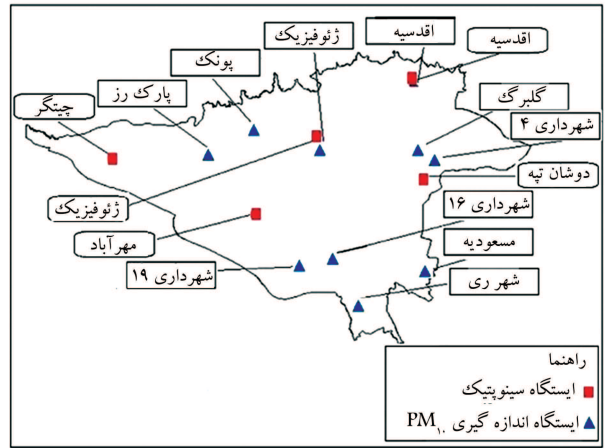 ژئوفیزیک
اقدسیه
اقدسیه
پونک
پارک رز
چیتگر
گلبرگ
شهرداری ۴
دوشان تپه
ژئوفیزیک
شهرداری ۱۶
مهرآباد
مسعودیه
شهرداری ۱۹
شهر ری
راهنما
ایستگاه سینوپتیک
ایستگاه اندازه گیری PM۱۰